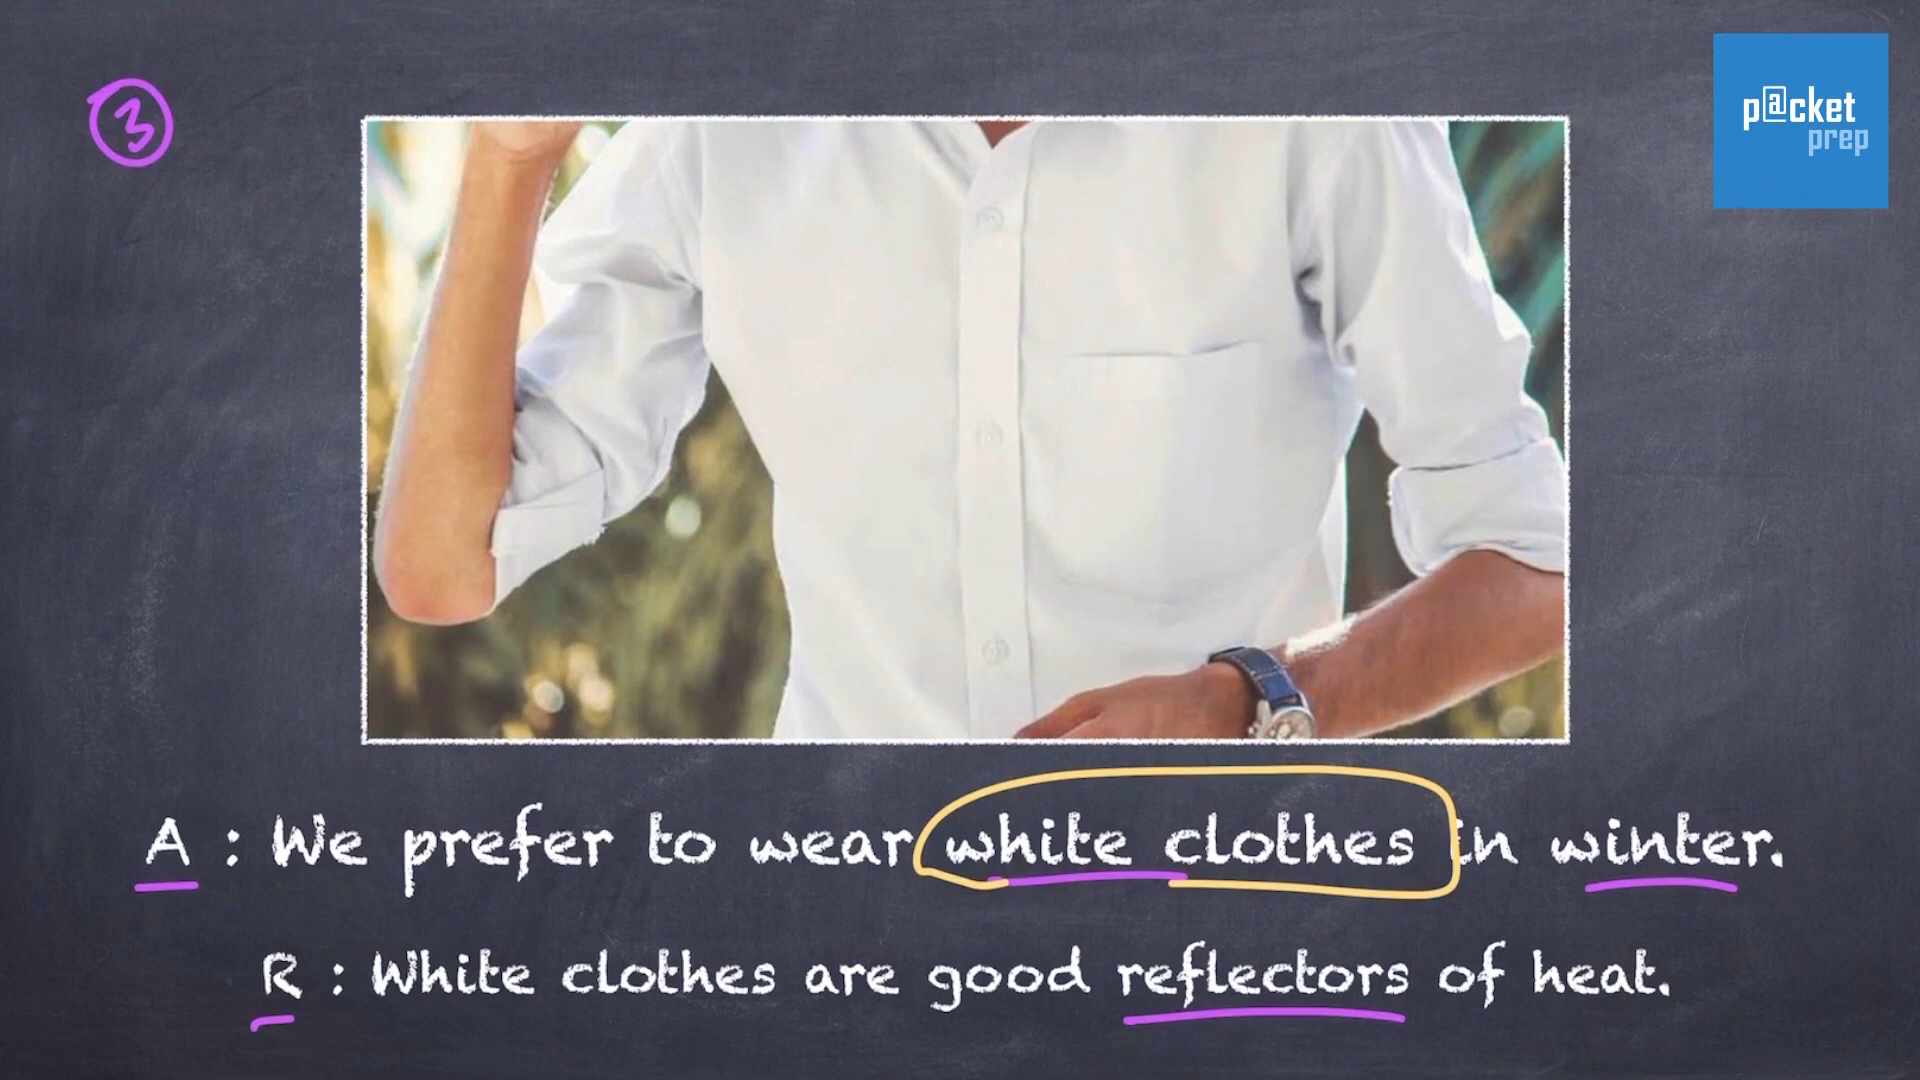 3
p@cket
prep
A : We prefer to wear white clothes in winter.
R : White clothes are good reflectors of heat.